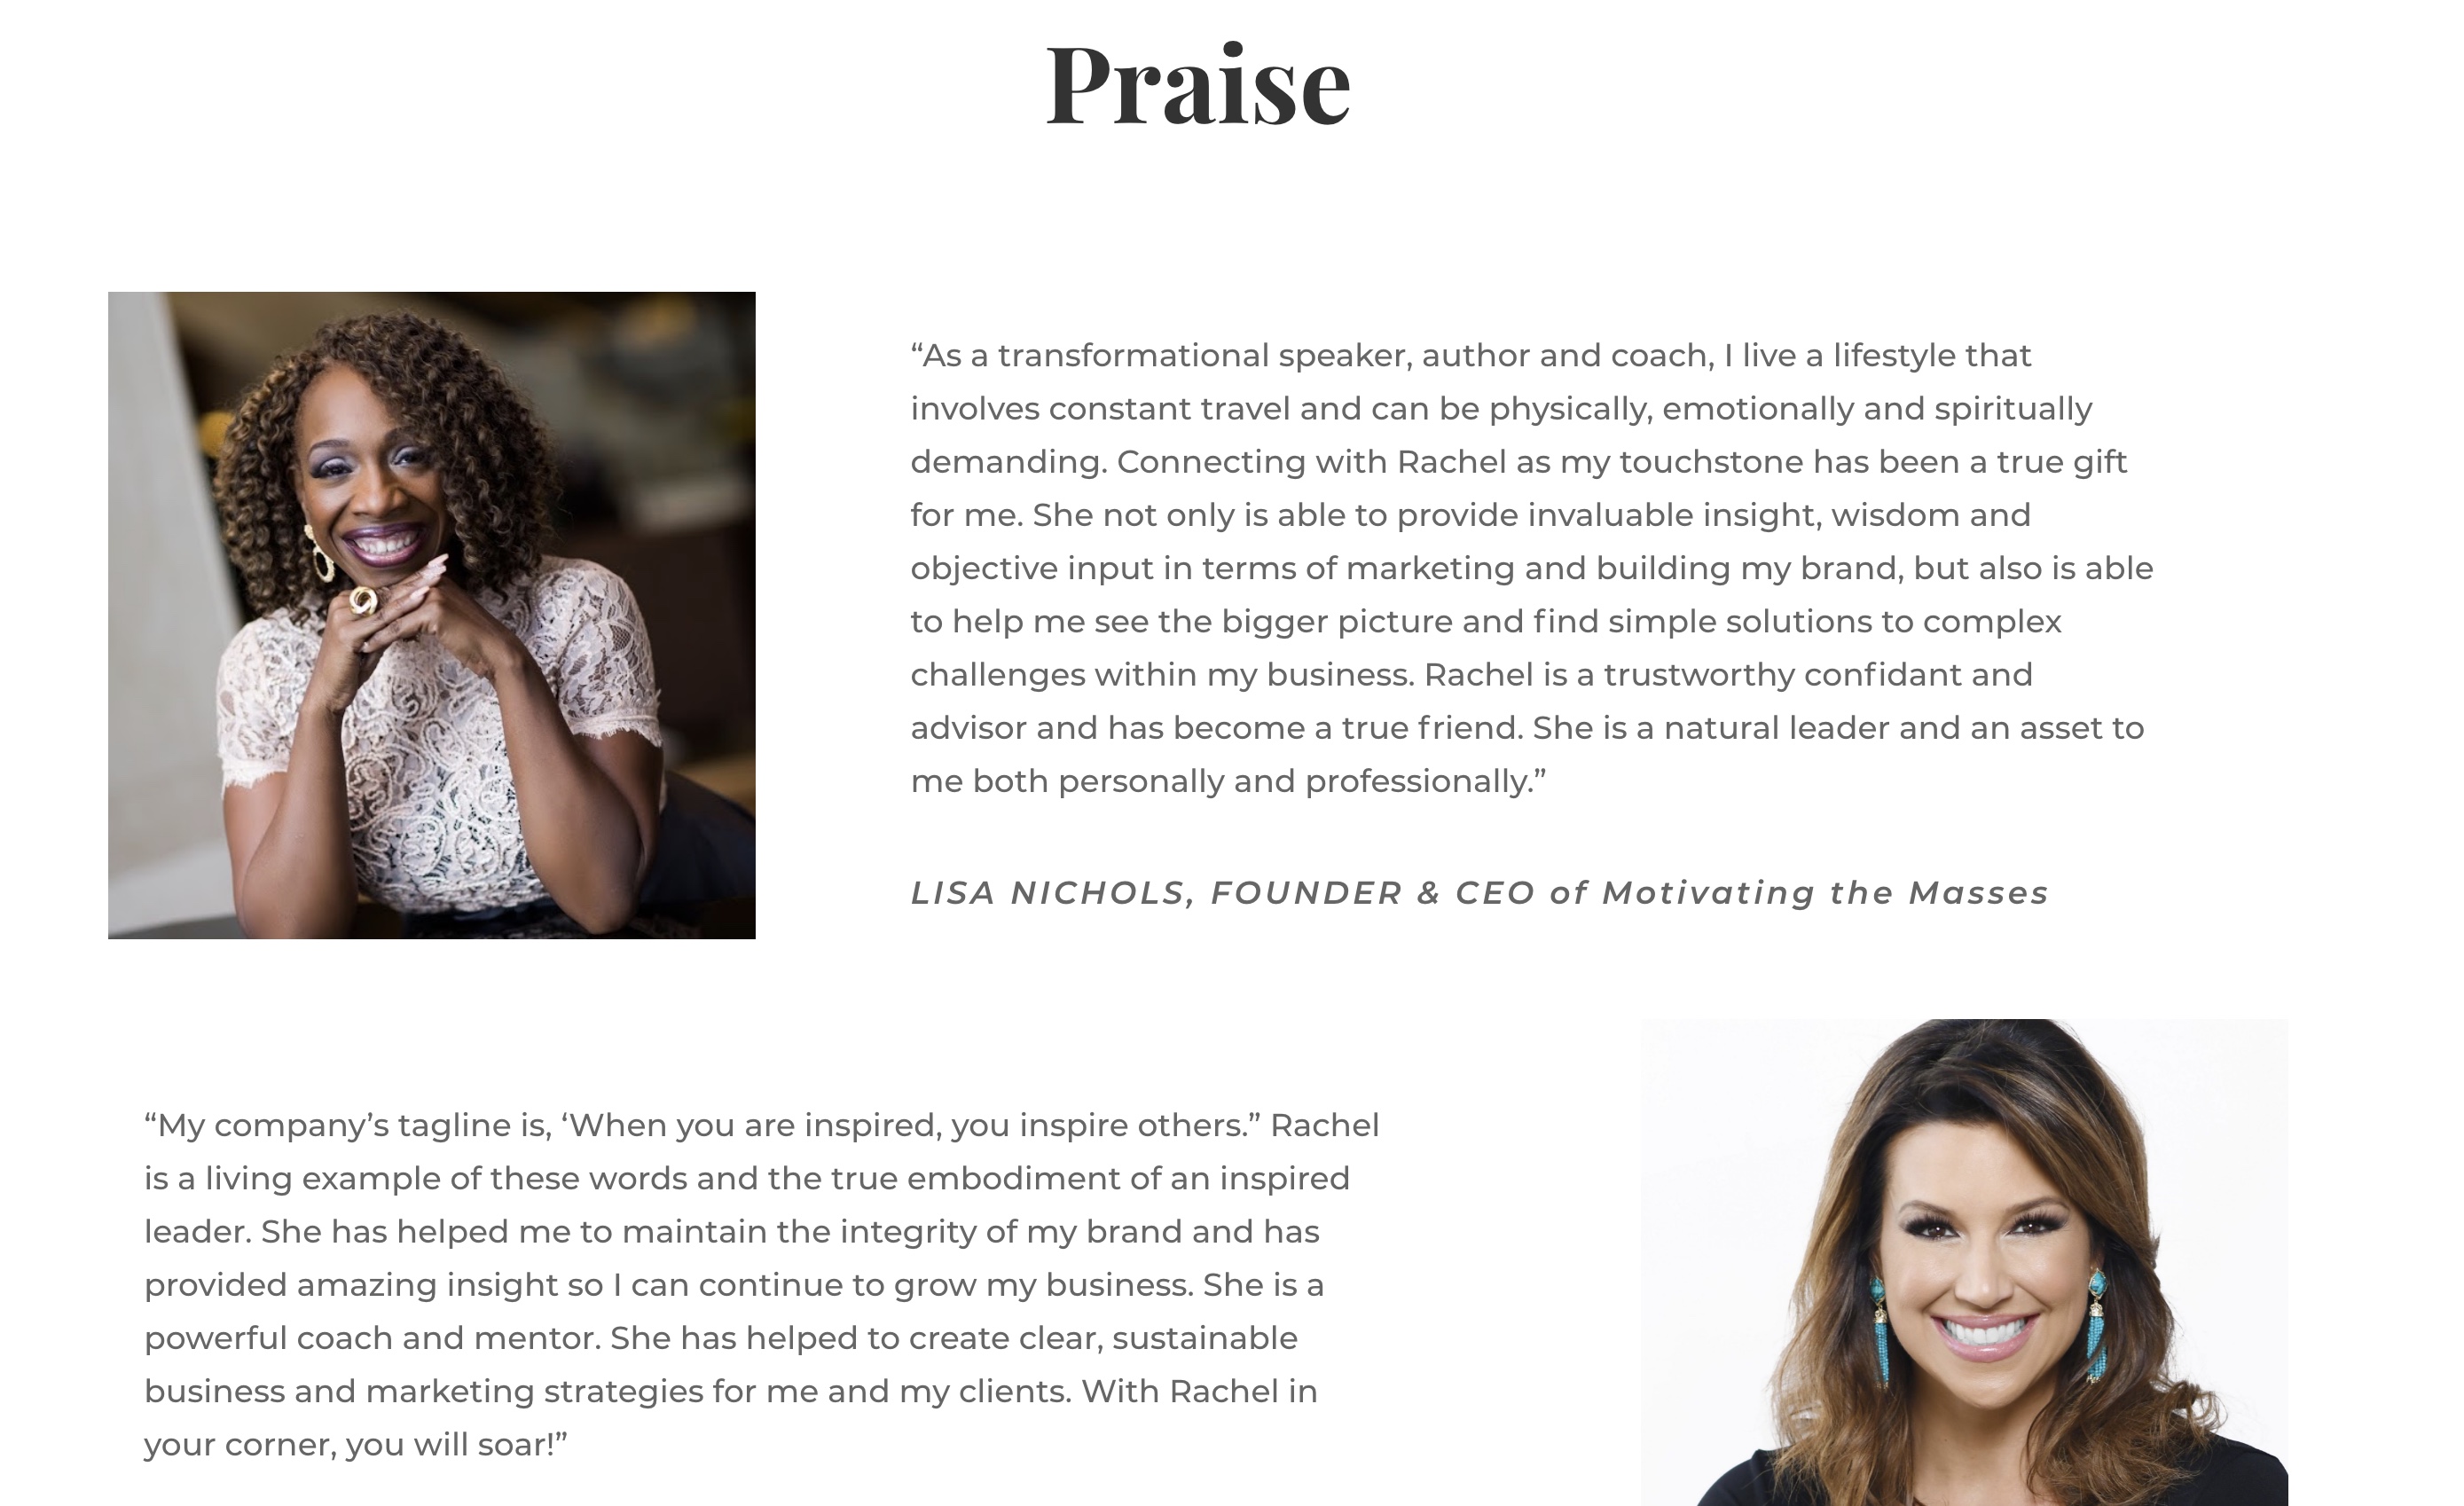 Praise
“As a transformational speaker, author and coach, I live a lifestyle that
involves constant travel and can be physically, emotionally and spiritually
demanding. Connecting with Rachel as my touchstone has been a true gift
for me. She not only is able to provide invaluable insight, wisdom and
objective input in terms of marketing and building my brand, but also is able
to help me see the bigger picture and find simple solutions to complex
challenges within my business. Rachel is a trustworthy confidant and
advisor and has become a true friend. She is a natural leader and an asset to
me both personally and professionally.”
LISA NICHOLS, FOUNDER & CEO of Motivating the Masses
“My company’s tagline is, ‘When you are inspired, you inspire others.” Rachel
is a living example of these words and the true embodiment of an inspired
leader. She has helped me to maintain the integrity of my brand and has
provided amazing insight so I can continue to grow my business. She is a
powerful coach and mentor. She has helped to create clear, sustainable
business and marketing strategies for me and my clients. With Rachel in
your corner, you will soar!”